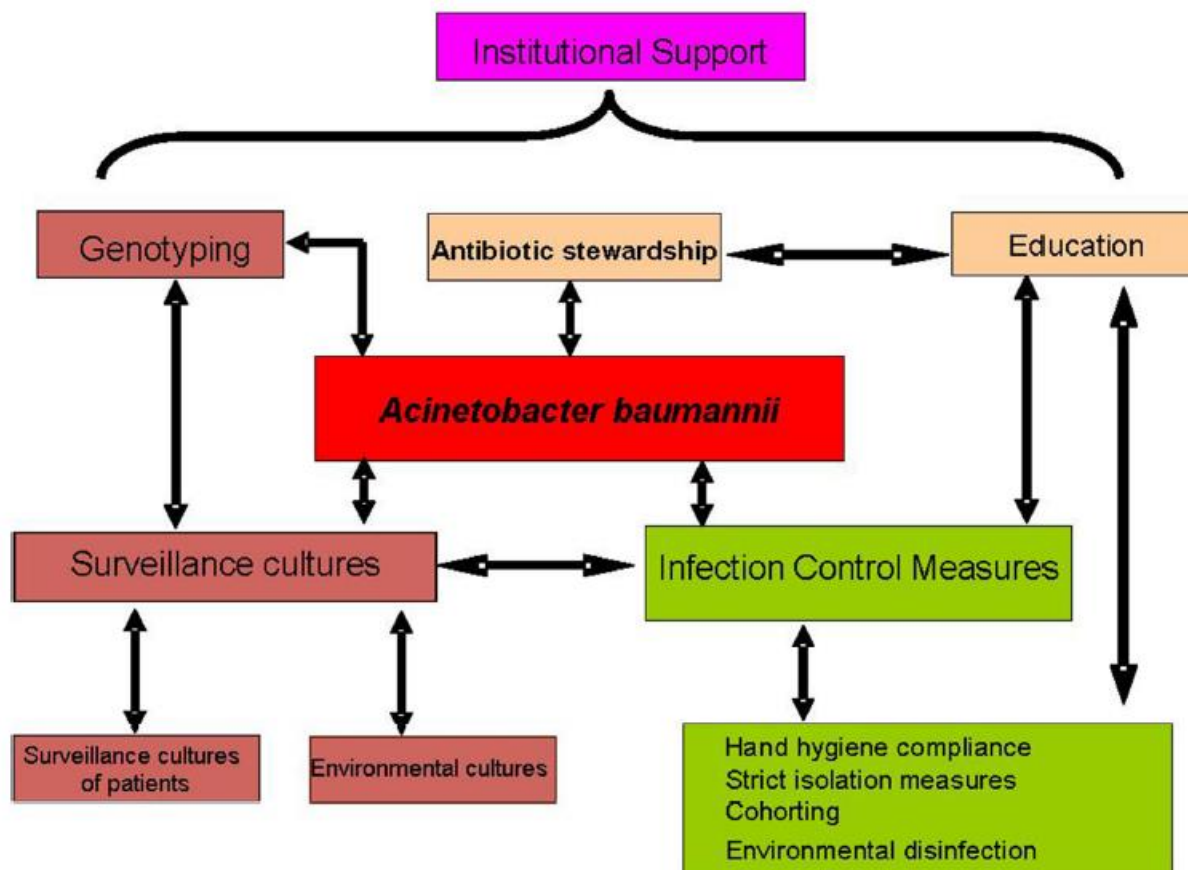 Institutional Support
Genotyping
Antibiotic stewardship
Education
Acinetobacter baumannii
Surveillance cultures
Infection Control Measures
Surveillance cultures
of patients
Environmental cultures
Hand hygiene compliance
Strict isolation measures
Cohorting
Environmental disinfection